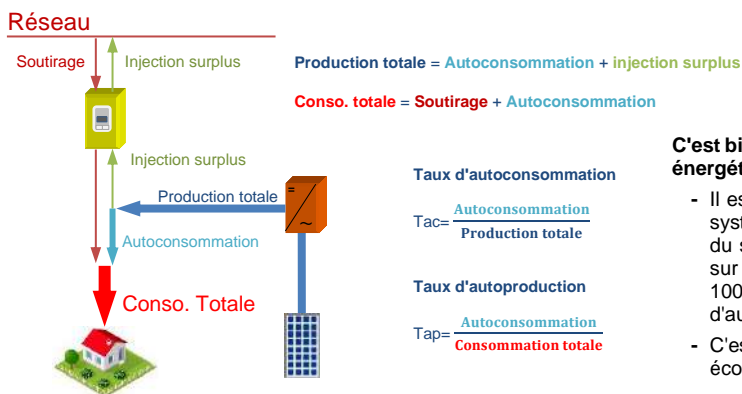 Réseau
Soutirage
Injection surplus
Production totale = Autoconsommation + injection surplus
Conso. totale = Soutirage + Autoconsommation
Injection surplus
Production totale
=
~
Autoconsommation
Conso. Totale
Taux d'autoconsommation
Tac= Autoconsommation
Production totale
Taux d'autoproduction
Tap= Autoconsommation
Consommation totale
C'est bi
énergét
- Il es
syst
du s
sur
100
d'au
- C'es
éco